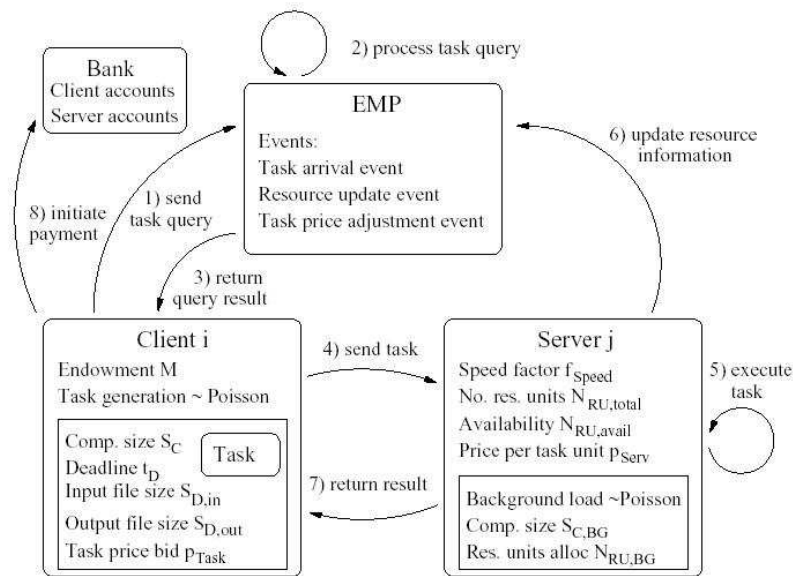 2) process task query
Bank
Client accounts
Server accounts
EMP
Events:
Task arrival event
Resource update event
Task price adjustment event
6) update resource
information
1) send
task query
8) initiate
payment
3) return
query result
Client i
Endowment M
Task generation ~ Poisson
Task
Comp. size S_C
Deadline t_D
Input file size S_D,in
Output file size S_D,out
Task price bid p_Task
4) send task
7) return result
Server j
Speed factor f_Speed
No. res. units N_RU,total
Availability N_RU,avail
Price per task unit p_Serv
Background load ~Poisson
Comp. size S_C,BG
Res. units alloc N_RU,BG
5) execute
task